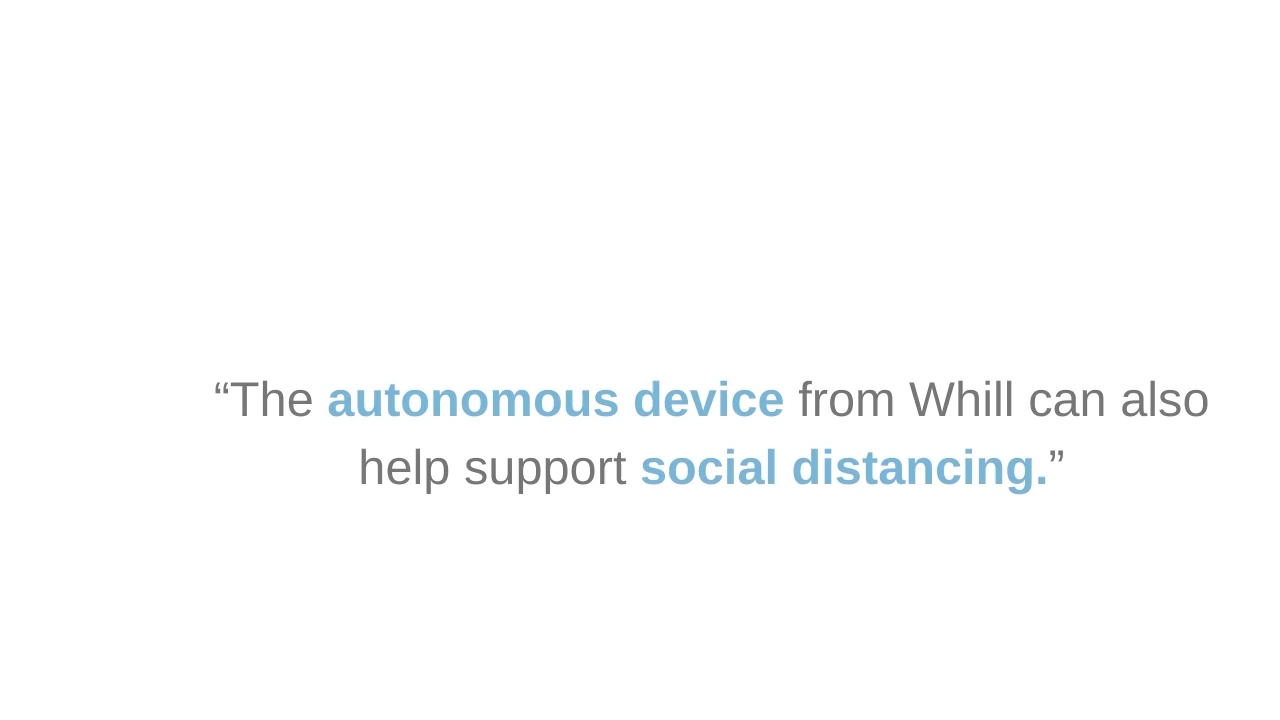 “The autonomous device from Whill can also
help support social distancing.”